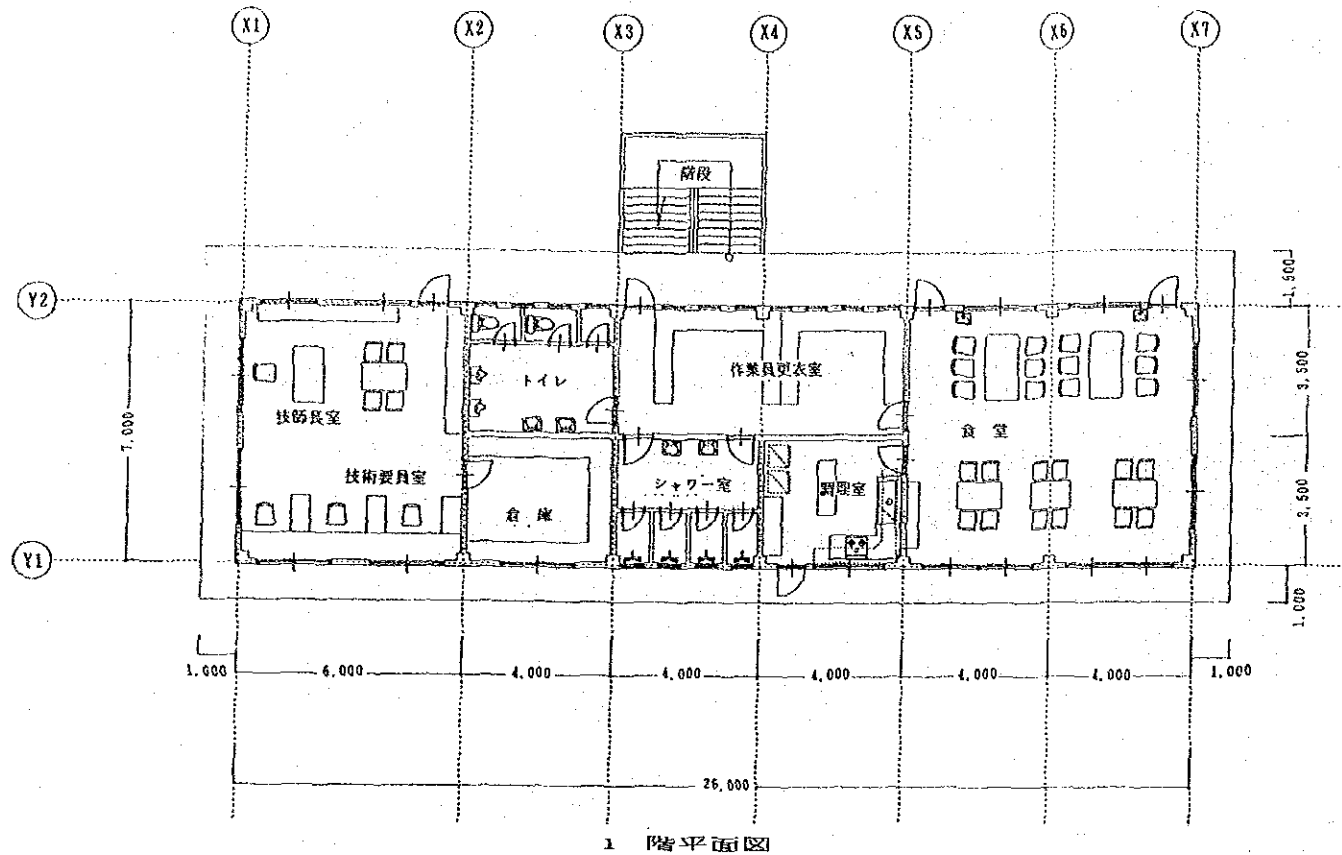 X1
X2
X3
X4
X5
X6
X7
階段
1,600
Y2
トイレ
作業員更衣室
3,500
技師長室
食堂
7,000
技術要員室
シャワー室
調理室
倉庫
3,500
Y1
1,000
1,000
6,000
4,000
4,000
4,000
4,000
4,000
1,000
26,000
1 階平面図